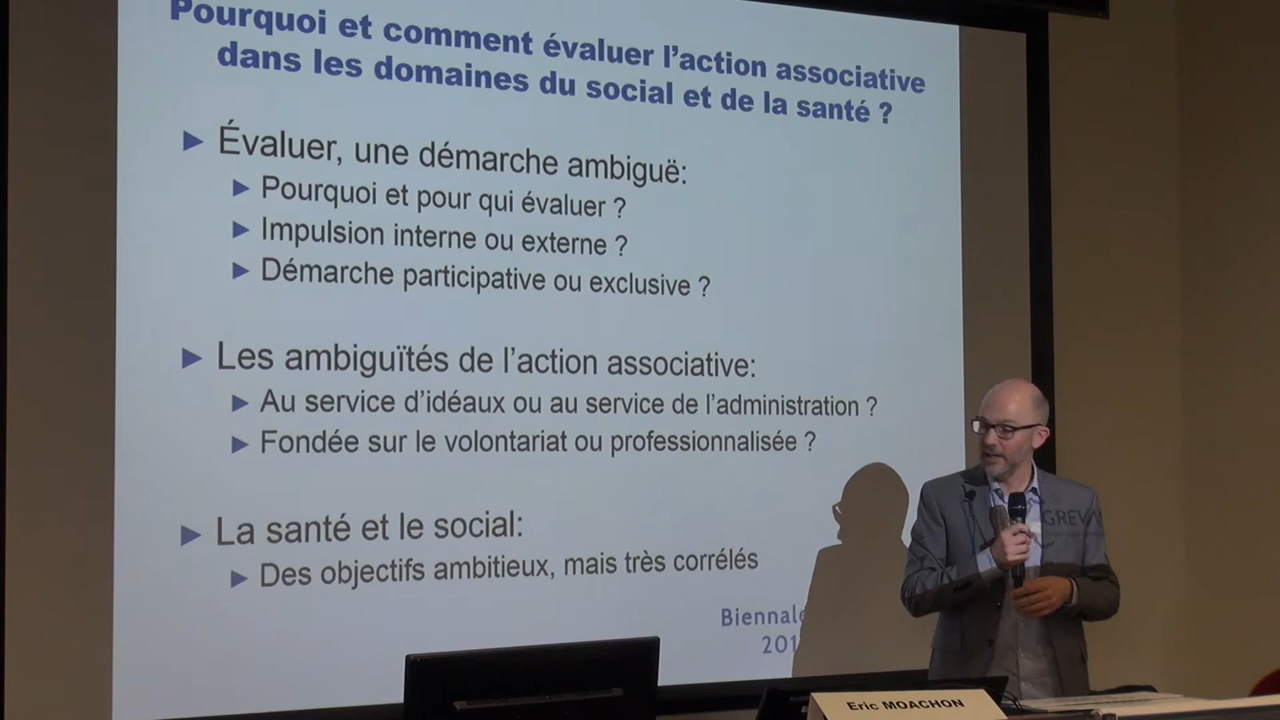 Pourquoi et comment évaluer l’action associative
dans les domaines du social et de la santé ?
Évaluer, une démarche ambiguë:
Pourquoi et pour qui évaluer ?
Impulsion interne ou externe ?
Démarche participative ou exclusive ?
Les ambiguïtés de l’action associative:
Au service d’idéaux ou au service de l’administration ?
Fondée sur le volontariat ou professionnalisée ?
La santé et le social:
Des objectifs ambitieux, mais très corrélés
Eric MOACHON